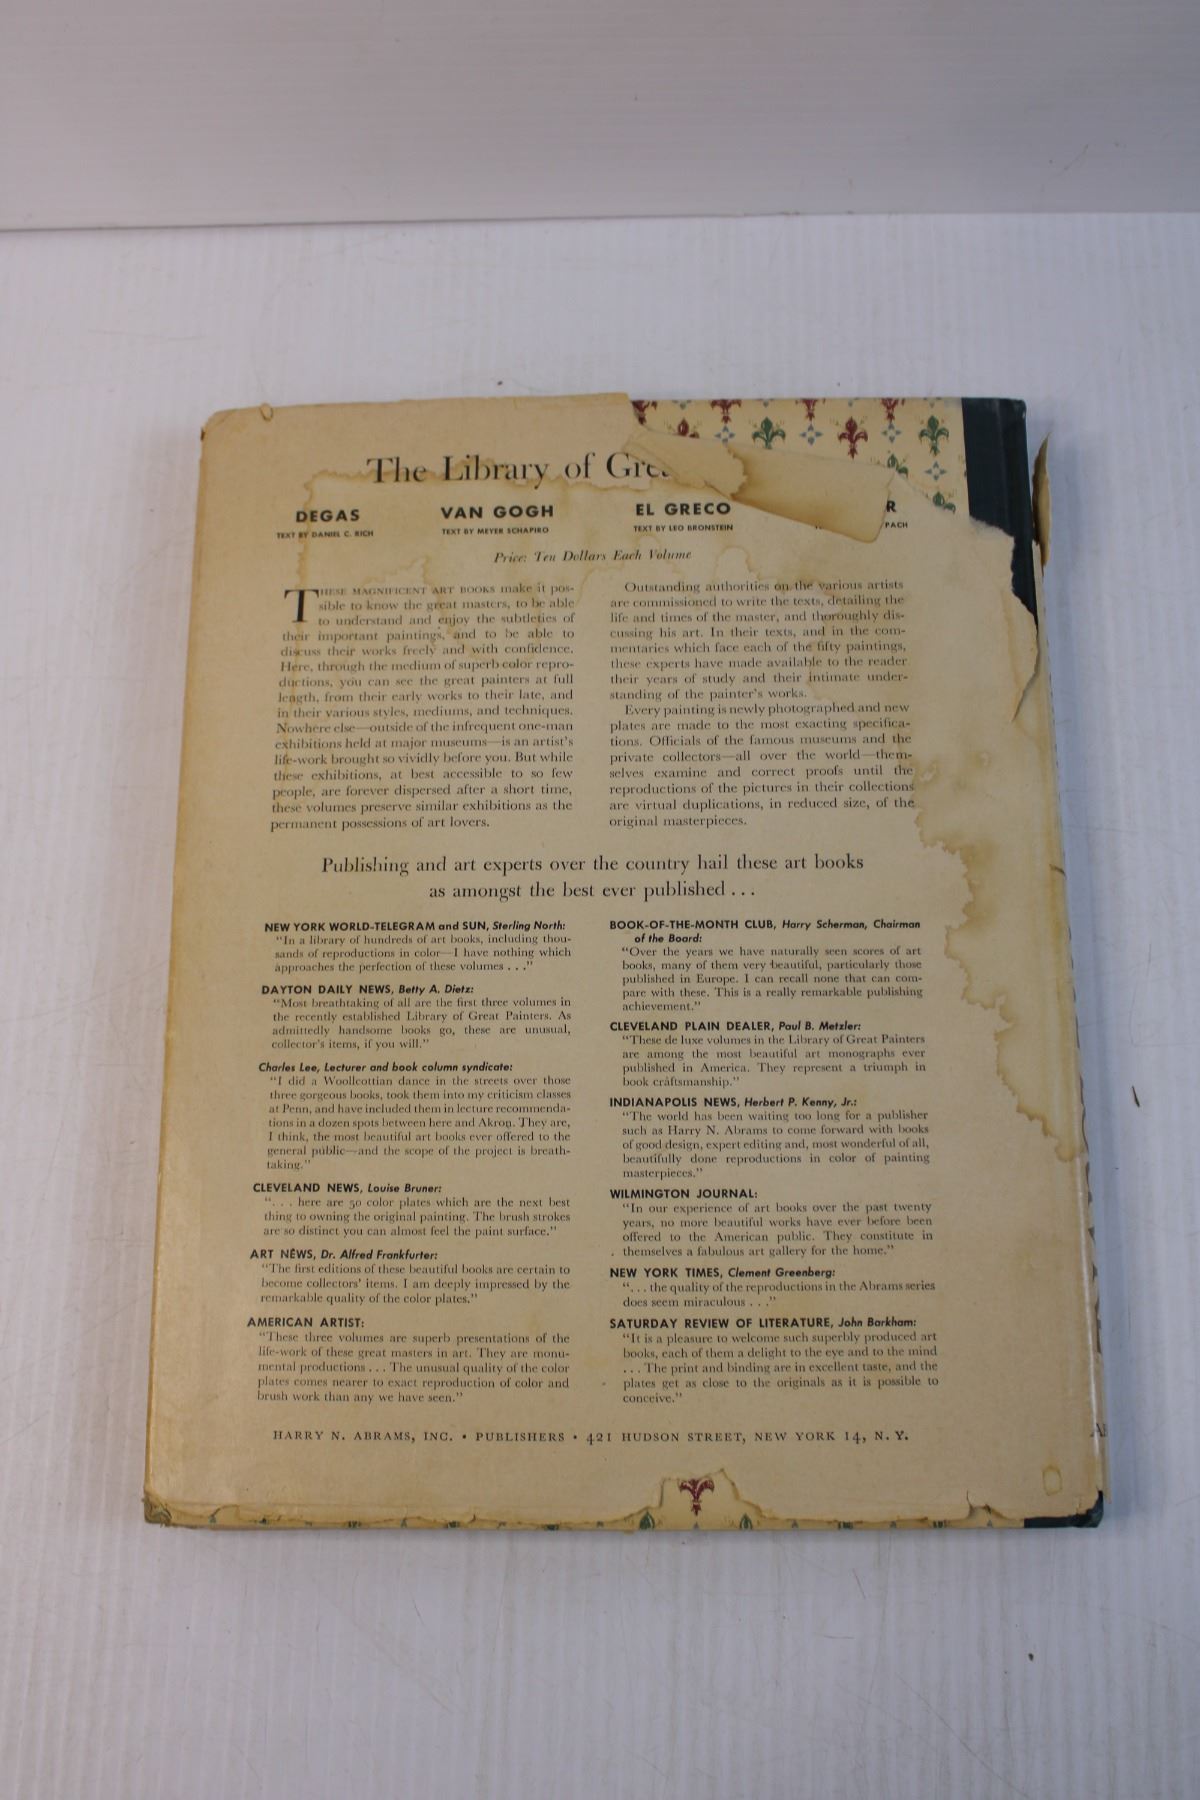 The Library of Gre
DEGAS
TEXT BY DANIEL C. RICH
VAN GOGH
TEXT BY MEYER SCHAPIRO
EL GRECO
TEXT BY LEO BRONSTEIN
R
PACH
Price: Ten Dollars Each Volume
THESE MAGNIFICENT ART BOOKS make it pos-
sible to know the great masters, to be able
to understand and enjoy the subtleties of
their important paintings, and to be able to
discuss their works freely and with confidence.
Here, through the medium of superb color repro-
ductions, you can see the great painters at full
length, from their early works to their late, and
in their various styles, mediums, and techniques.
Nowhere else—outside of the infrequent one-man
exhibitions held at major museums—is an artist's
life-work brought so vividly before you. But while
these exhibitions, at best accessible to so few
people, are forever dispersed after a short time,
these volumes preserve similar exhibitions as the
permanent possessions of art lovers.
Outstanding authorities on the various artists
are commissioned to write the texts, detailing the
life and times of the master, and thoroughly dis-
cussing his art. In their texts, and in the com-
mentaries which face each of the fifty paintings,
these experts have made available to the reader
their years of study and their intimate under-
standing of the painter's works.
Every painting is newly photographed and new
plates are made to the most exacting specifica-
tions. Officials of the famous museums and the
private collectors—all over the world—them-
selves examine and correct proofs until the
reproductions of the pictures in their collections
are virtual duplications, in reduced size, of the
original masterpieces.
Publishing and art experts over the country hail these art books
as amongst the best ever published . . .
NEW YORK WORLD-TELEGRAM and SUN, Sterling North:
"In a library of hundreds of art books, including thou-
sands of reproductions in color—I have nothing which
approaches the perfection of these volumes . . ."
DAYTON DAILY NEWS, Betty A. Dietz:
"Most breathtaking of all are the first three volumes in
the recently established Library of Great Painters. As
admittedly handsome books go, these are unusual,
collector's items, if you will."
Charles Lee, Lecturer and book column syndicate:
"I did a Woollcottian dance in the streets over those
three gorgeous books, took them into my criticism classes
at Penn, and have included them in lecture recommenda-
tions in a dozen spots between here and Akron. They are,
I think, the most beautiful art books ever offered to the
general public—and the scope of the project is breath-
taking."
CLEVELAND NEWS, Louise Bruner:
". . . here are 50 color plates which are the next best
thing to owning the original painting. The brush strokes
are so distinct you can almost feel the paint surface."
ART NEWS, Dr. Alfred Frankfurter:
"The first editions of these beautiful books are certain to
become collectors' items. I am deeply impressed by the
remarkable quality of the color plates."
AMERICAN ARTIST:
"These three volumes are superb presentations of the
life-work of these great masters in art. They are monu-
mental productions . . . The unusual quality of the color
plates comes nearer to exact reproduction of color and
brush work than any we have seen."
BOOK-OF-THE-MONTH CLUB, Harry Scherman, Chairman
of the Board:
"Over the years we have naturally seen scores of art
books, many of them very beautiful, particularly those
published in Europe. I can recall none that can com-
pare with these. This is a really remarkable publishing
achievement."
CLEVELAND PLAIN DEALER, Paul B. Metzler:
"These de luxe volumes in the Library of Great Painters
are among the most beautiful art monographs ever
published in America. They represent a triumph in
book craftsmanship."
INDIANAPOLIS NEWS, Herbert P. Kenny, Jr.:
"The world has been waiting too long for a publisher
such as Harry N. Abrams to come forward with books
of good design, expert editing and, most wonderful of all,
beautifully done reproductions in color of painting
masterpieces."
WILMINGTON JOURNAL:
"In our experience of art books over the past twenty
years, no more beautiful works have ever before been
offered to the American public. They constitute in
themselves a fabulous art gallery for the home."
NEW YORK TIMES, Clement Greenberg:
". . . the quality of the reproductions in the Abrams series
does seem miraculous . . ."
SATURDAY REVIEW OF LITERATURE, John Barkham:
"It is a pleasure to welcome such superbly produced art
books, each of them a delight to the eye and to the mind
. . . The print and binding are in excellent taste, and the
plates get as close to the originals as it is possible to
conceive."
HARRY N. ABRAMS, INC. • PUBLISHERS • 421 HUDSON STREET, NEW YORK 14, N. Y.